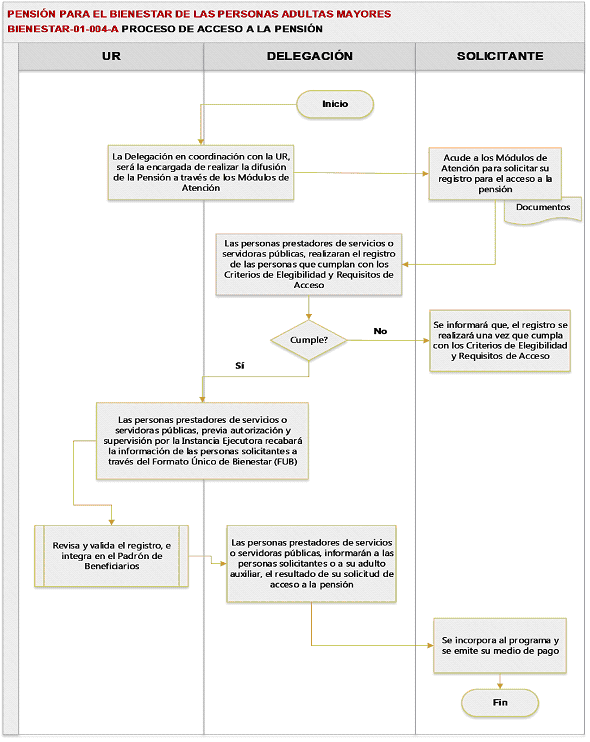 PENSIÓN PARA EL BIENESTAR DE LAS PERSONAS ADULTAS MAYORES
BIENESTAR-01-004-A PROCESO DE ACCESO A LA PENSIÓN
UR
DELEGACIÓN
SOLICITANTE
Inicio
La Delegación en coordinación con la UR,
será la encargada de realizar la difusión
de la Pensión a través de los Módulos de
Atención
Acude a los Módulos de
Atención para solicitar su
registro para el acceso a la
pensión
Documentos
Las personas prestadores de servicios o
servidoras públicas, realizaran el registro
de las personas que cumplan con los
Criterios de Elegibilidad y Requisitos de
Acceso
Cumple?
No
Se informará que, el registro se
realizará una vez que cumpla
con los Criterios de Elegibilidad
y Requisitos de Acceso
Sí
Las personas prestadores de servicios o
servidoras públicas, previa autorización y
supervisión por la Instancia Ejecutora recabará
la información de las personas solicitantes a
través del Formato Único de Bienestar (FUB)
Revisa y valida el registro, e
integra en el Padrón de
Beneficiarios
Las personas prestadores de servicios
o servidoras públicas, informarán a las
personas solicitantes o a su adulto
auxiliar, el resultado de su solicitud de
acceso a la pensión
Se incorpora al programa y
se emite su medio de pago
Fin